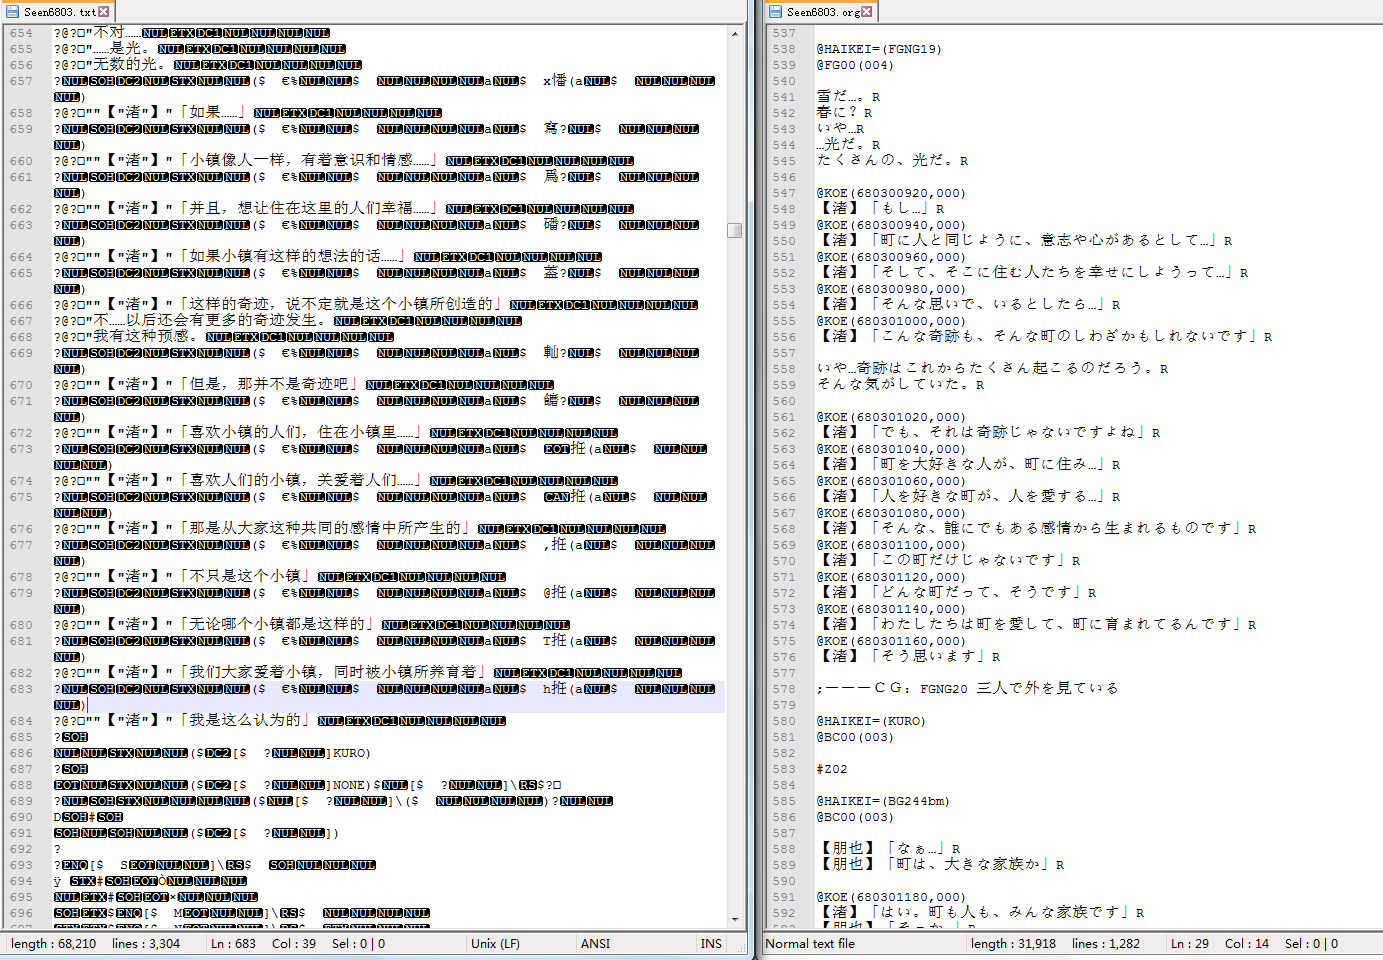 Seen6803.txt
654 ?@?□"不对……NULETXDC1NULNULNULNUL
655 ?@?□"……是光。NULETXDC1NULNULNULNUL
656 ?@?□"无数的光。NULETXDC1NULNULNULNUL
657 ?NULSOHDC2NULSTXNULNUL($ €%NULNUL$ NULNULNULNULaNUL$ x憣(aNUL$ NULNULNULNUL
NUL)
658 ?@?□""【"渚"】"「如果……」NULETXDC1NULNULNULNUL
659 ?NULSOHDC2NULSTXNULNUL($ €%NULNUL$ NULNULNULNULaNUL$ 寫?NUL$ NULNULNULNUL
NUL)
660 ?@?□""【"渚"】"「小镇像人一样，有着意识和情感……」NULETXDC1NULNULNULNUL
661 ?NULSOHDC2NULSTXNULNUL($ €%NULNUL$ NULNULNULNULaNUL$ 爲?NUL$ NULNULNULNUL
NUL)
662 ?@?□""【"渚"】"「并且，想让住在这里的人们幸福……」NULETXDC1NULNULNULNUL
663 ?NULSOHDC2NULSTXNULNUL($ €%NULNUL$ NULNULNULNULaNUL$ 磻?NUL$ NULNULNULNUL
NUL)
664 ?@?□""【"渚"】"「如果小镇有这样的想法的话……」NULETXDC1NULNULNULNUL
665 ?NULSOHDC2NULSTXNULNUL($ €%NULNUL$ NULNULNULNULaNUL$ 蓋?NUL$ NULNULNULNUL
NUL)
666 ?@?□""【"渚"】"「这样的奇迹，说不定就是这个小镇所创造的」NULETXDC1NULNULNULNUL
667 ?@?□"不……以后还会有更多的奇迹发生。NULETXDC1NULNULNULNUL
668 ?@?□"我有这种预感。NULETXDC1NULNULNULNUL
669 ?NULSOHDC2NULSTXNULNUL($ €%NULNUL$ NULNULNULNULaNUL$ ?NUL$ NULNULNULNUL
NUL)
670 ?@?□""【"渚"】"「但是，那并不是奇迹吧」NULETXDC1NULNULNULNUL
671 ?NULSOHDC2NULSTXNULNUL($ €%NULNUL$ NULNULNULNULaNUL$ ?NUL$ NULNULNULNUL
NUL)
672 ?@?□""【"渚"】"「喜欢小镇的人们，住在小镇里……」NULETXDC1NULNULNULNUL
673 ?NULSOHDC2NULSTXNULNUL($ €%NULNUL$ NULNULNULNULaNUL$ EOT拰(aNUL$ NULNUL
NULNUL)
674 ?@?□""【"渚"】"「喜欢人们的小镇，关爱着人们……」NULETXDC1NULNULNULNUL
675 ?NULSOHDC2NULSTXNULNUL($ €%NULNUL$ NULNULNULNULaNUL$ CAN拰(aNUL$ NULNUL
NULNUL)
676 ?@?□""【"渚"】"「那是从大家这种共同的感情中所产生的」NULETXDC1NULNULNULNUL
677 ?NULSOHDC2NULSTXNULNUL($ €%NULNUL$ NULNULNULNULaNUL$ ,拰(aNUL$ NULNULNULNUL
NUL)
678 ?@?□""【"渚"】"「不只是这个小镇」NULETXDC1NULNULNULNUL
679 ?NULSOHDC2NULSTXNULNUL($ €%NULNUL$ NULNULNULNULaNUL$ @拰(aNUL$ NULNULNULNUL
NUL)
680 ?@?□""【"渚"】"「无论哪个小镇都是这样的」NULETXDC1NULNULNULNUL
681 ?NULSOHDC2NULSTXNULNUL($ €%NULNUL$ NULNULNULNULaNUL$ T拰(aNUL$ NULNULNULNUL
NUL)
682 ?@?□""【"渚"】"「我们大家爱着小镇，同时被小镇所养育着」NULETXDC1NULNULNULNUL
683 ?NULSOHDC2NULSTXNULNUL($ €%NULNUL$ NULNULNULNULaNUL$ h拰(aNUL$ NULNULNULNUL
NUL)
684 ?@?□""【"渚"】"「我是这么认为的」NULETXDC1NULNULNULNUL
685 ?SOH
686 NULNULSTXNULNUL($DC2[$ ?NULNUL]KURO)
687 ?SOH
688 EOTNULSTXNULNUL($DC2[$ ?NULNUL]NONE)$NUL[$ ?NULNUL]\RS$?□
689 ?NULSOHSTXNULNULNUL($NUL[$ ?NULNUL]\($ NULNULNULNUL)?NULNUL
690 DSOH#SOH
691 SOHNULSOHNULNUL($DC2[$ ?NULNUL])
692 ?
693 ?ENQ[$ SEOTNULNUL]\RS$ SOHNULNULNUL
694 ÿ STX#SOHEOTÒNULNULNUL
695 NULETX#SOHEOT×NULNULNUL
696 SOHETX$ENQ[$ MEOTNULNUL]\RS$ NULNULNULNUL
length : 68,210 lines : 3,304 Ln : 683 Col : 39 Sel : 0 | 0 Unix (LF) ANSI INS
Seen6803.org
537
538 @HAIKEI=(FGNG19)
539 @FG00(004)
540
541 雪だ…。R
542 春に？R
543 いや…R
544 …光だ。R
545 たくさんの、光だ。R
546
547 @KOE(680300920,000)
548 【渚】「もし…」R
549 @KOE(680300940,000)
550 【渚】「町に人と同じように、意志や心があるとして…」R
551 @KOE(680300960,000)
552 【渚】「そして、そこに住む人たちを幸せにしようって…」R
553 @KOE(680300980,000)
554 【渚】「そんな思いで、いるとしたら…」R
555 @KOE(680301000,000)
556 【渚】「こんな奇跡も、そんな町のしわざかもしれないです」R
557
558 いや…奇跡はこれからたくさん起こるのだろう。R
559 そんな気がしていた。R
560
561 @KOE(680301020,000)
562 【渚】「でも、それは奇跡じゃないですよね」R
563 @KOE(680301040,000)
564 【渚】「町を大好きな人が、町に住み…」R
565 @KOE(680301060,000)
566 【渚】「人を好きな町が、人を愛する…」R
567 @KOE(680301080,000)
568 【渚】「そんな、誰にでもある感情から生まれるものです」R
569 @KOE(680301100,000)
570 【渚】「この町だけじゃないです」R
571 @KOE(680301120,000)
572 【渚】「どんな町だって、そうです」R
573 @KOE(680301140,000)
574 【渚】「わたしたちは町を愛して、町に育まれてるんです」R
575 @KOE(680301160,000)
576 【渚】「そう思います」R
577
578 ;－－－ＣＧ：FGNG20 三人で外を見ている
579
580 @HAIKEI=(KURO)
581 @BC00(003)
582
583 #Z02
584
585 @HAIKEI=(BG244bm)
586 @BC00(003)
587
588 【朋也】「なぁ…」R
589 【朋也】「町は、大きな家族か」R
590
591 @KOE(680301180,000)
592 【渚】「はい。町も人も、みんな家族です」R
Normal text file length : 31,918 lines : 1,282 Ln : 29 Col : 14 Sel : 0 | 0